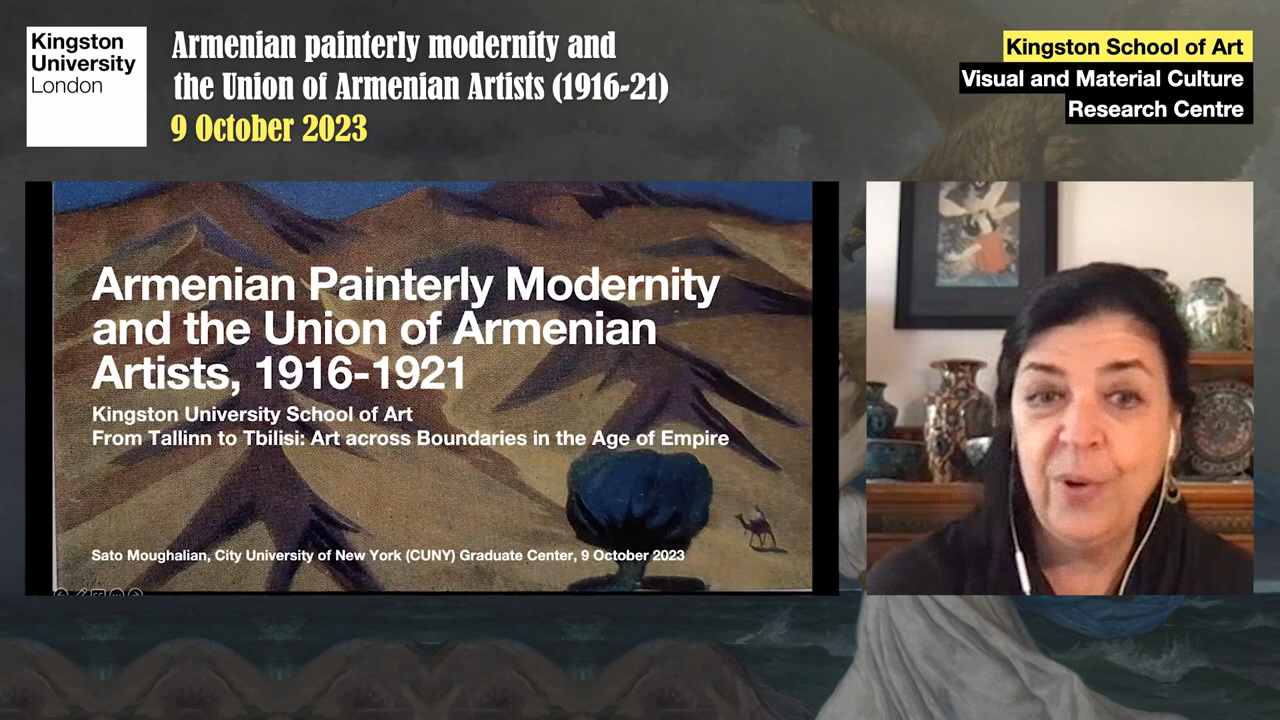 Kingston
University
London
Armenian painterly modernity and
the Union of Armenian Artists (1916-21)
9 October 2023
Kingston School of Art
Visual and Material Culture
Research Centre
Armenian Painterly Modernity
and the Union of Armenian
Artists, 1916-1921
Kingston University School of Art
From Tallinn to Tbilisi: Art across Boundaries in the Age of Empire
Sato Moughalian, City University of New York (CUNY) Graduate Center, 9 October 2023